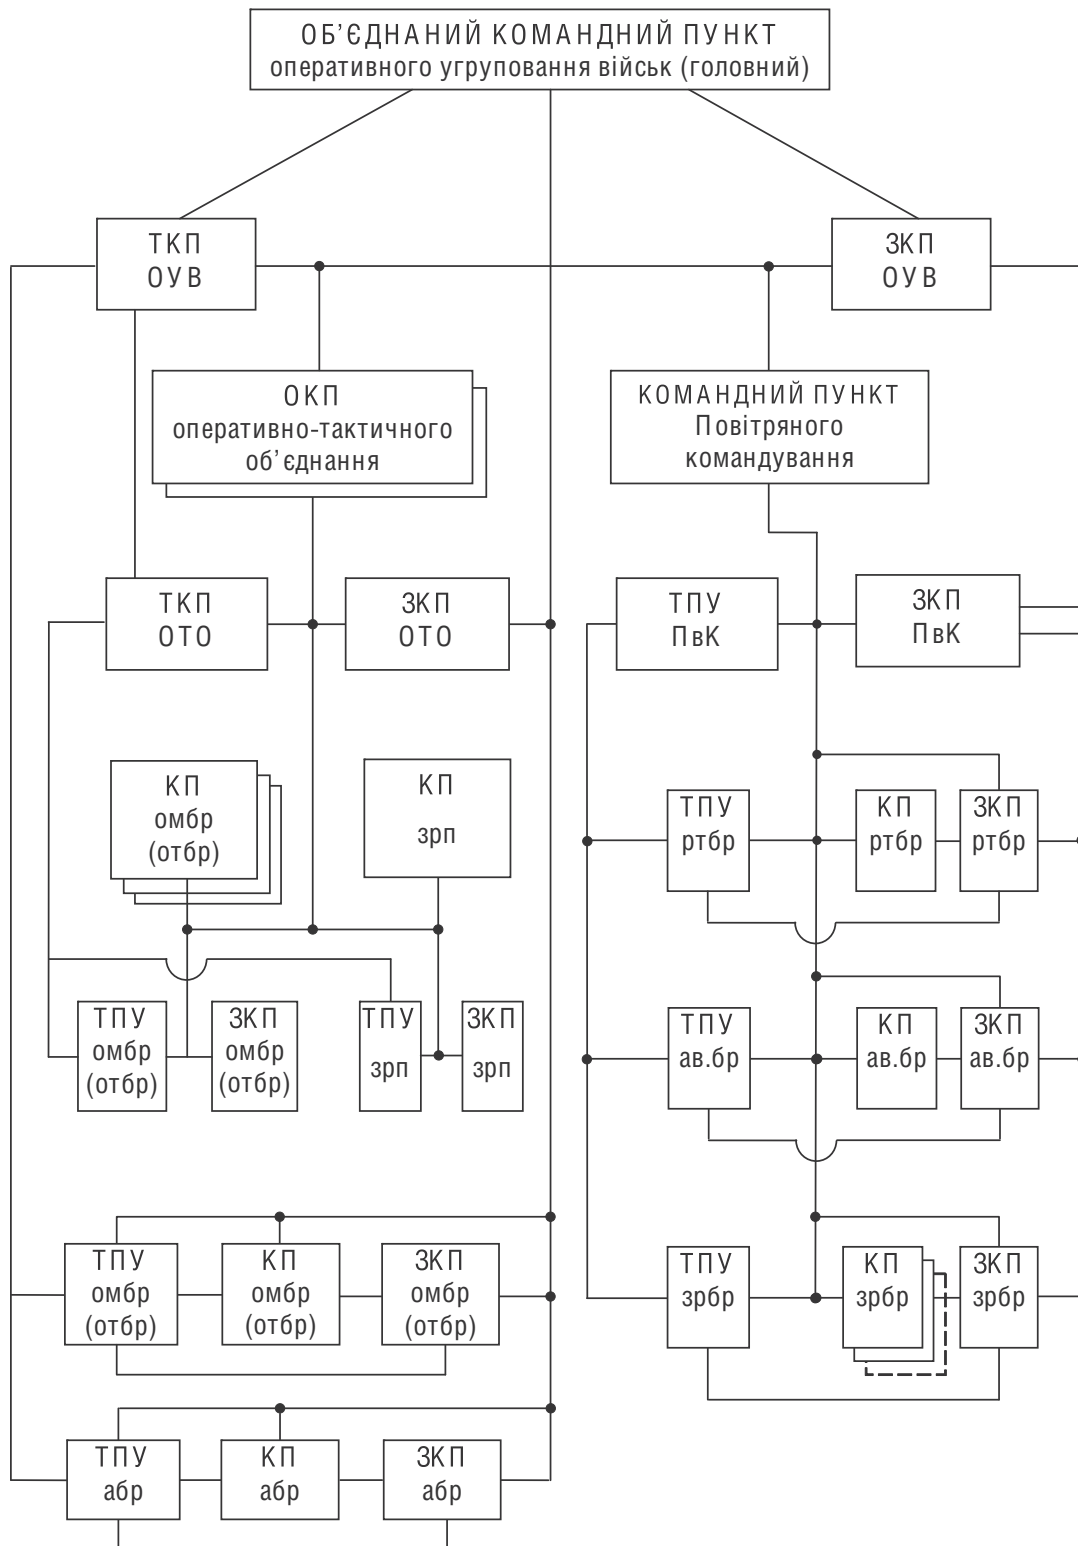 ОБ’ЄДНАНИЙ КОМАНДНИЙ ПУНКТ
оперативного угруповання військ (головний)
ТКП
ОУВ
ЗКП
ОУВ
ОКП
оперативно-тактичного
об’єднання
КОМАНДНИЙ ПУНКТ
Повітряного
командування
ТКП
ОТО
ЗКП
ОТО
ТПУ
ПвК
ЗКП
ПвК
КП
омбр
(отбр)
КП
зрп
ТПУ
ртбр
КП
ртбр
ЗКП
ртбр
ТПУ
омбр
(отбр)
ЗКП
омбр
(отбр)
ТПУ
зрп
ЗКП
зрп
ТПУ
ав.бр
КП
ав.бр
ЗКП
ав.бр
ТПУ
омбр
(отбр)
КП
омбр
(отбр)
ЗКП
омбр
(отбр)
ТПУ
зрбр
КП
зрбр
ЗКП
зрбр
ТПУ
абр
КП
абр
ЗКП
абр